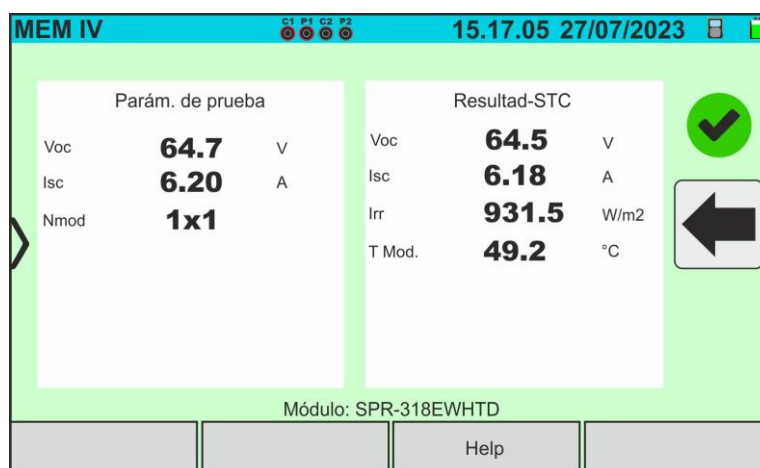 MEM IV
C1 P1 C2 P2
15.17.05 27/07/2023
Parám. de prueba
Voc 64.7 V
Isc 6.20 A
Nmod 1x1
Resultad-STC
Voc 64.5 V
Isc 6.18 A
Irr 931.5 W/m2
T Mod. 49.2 °C
Módulo: SPR-318EWHTD
Help